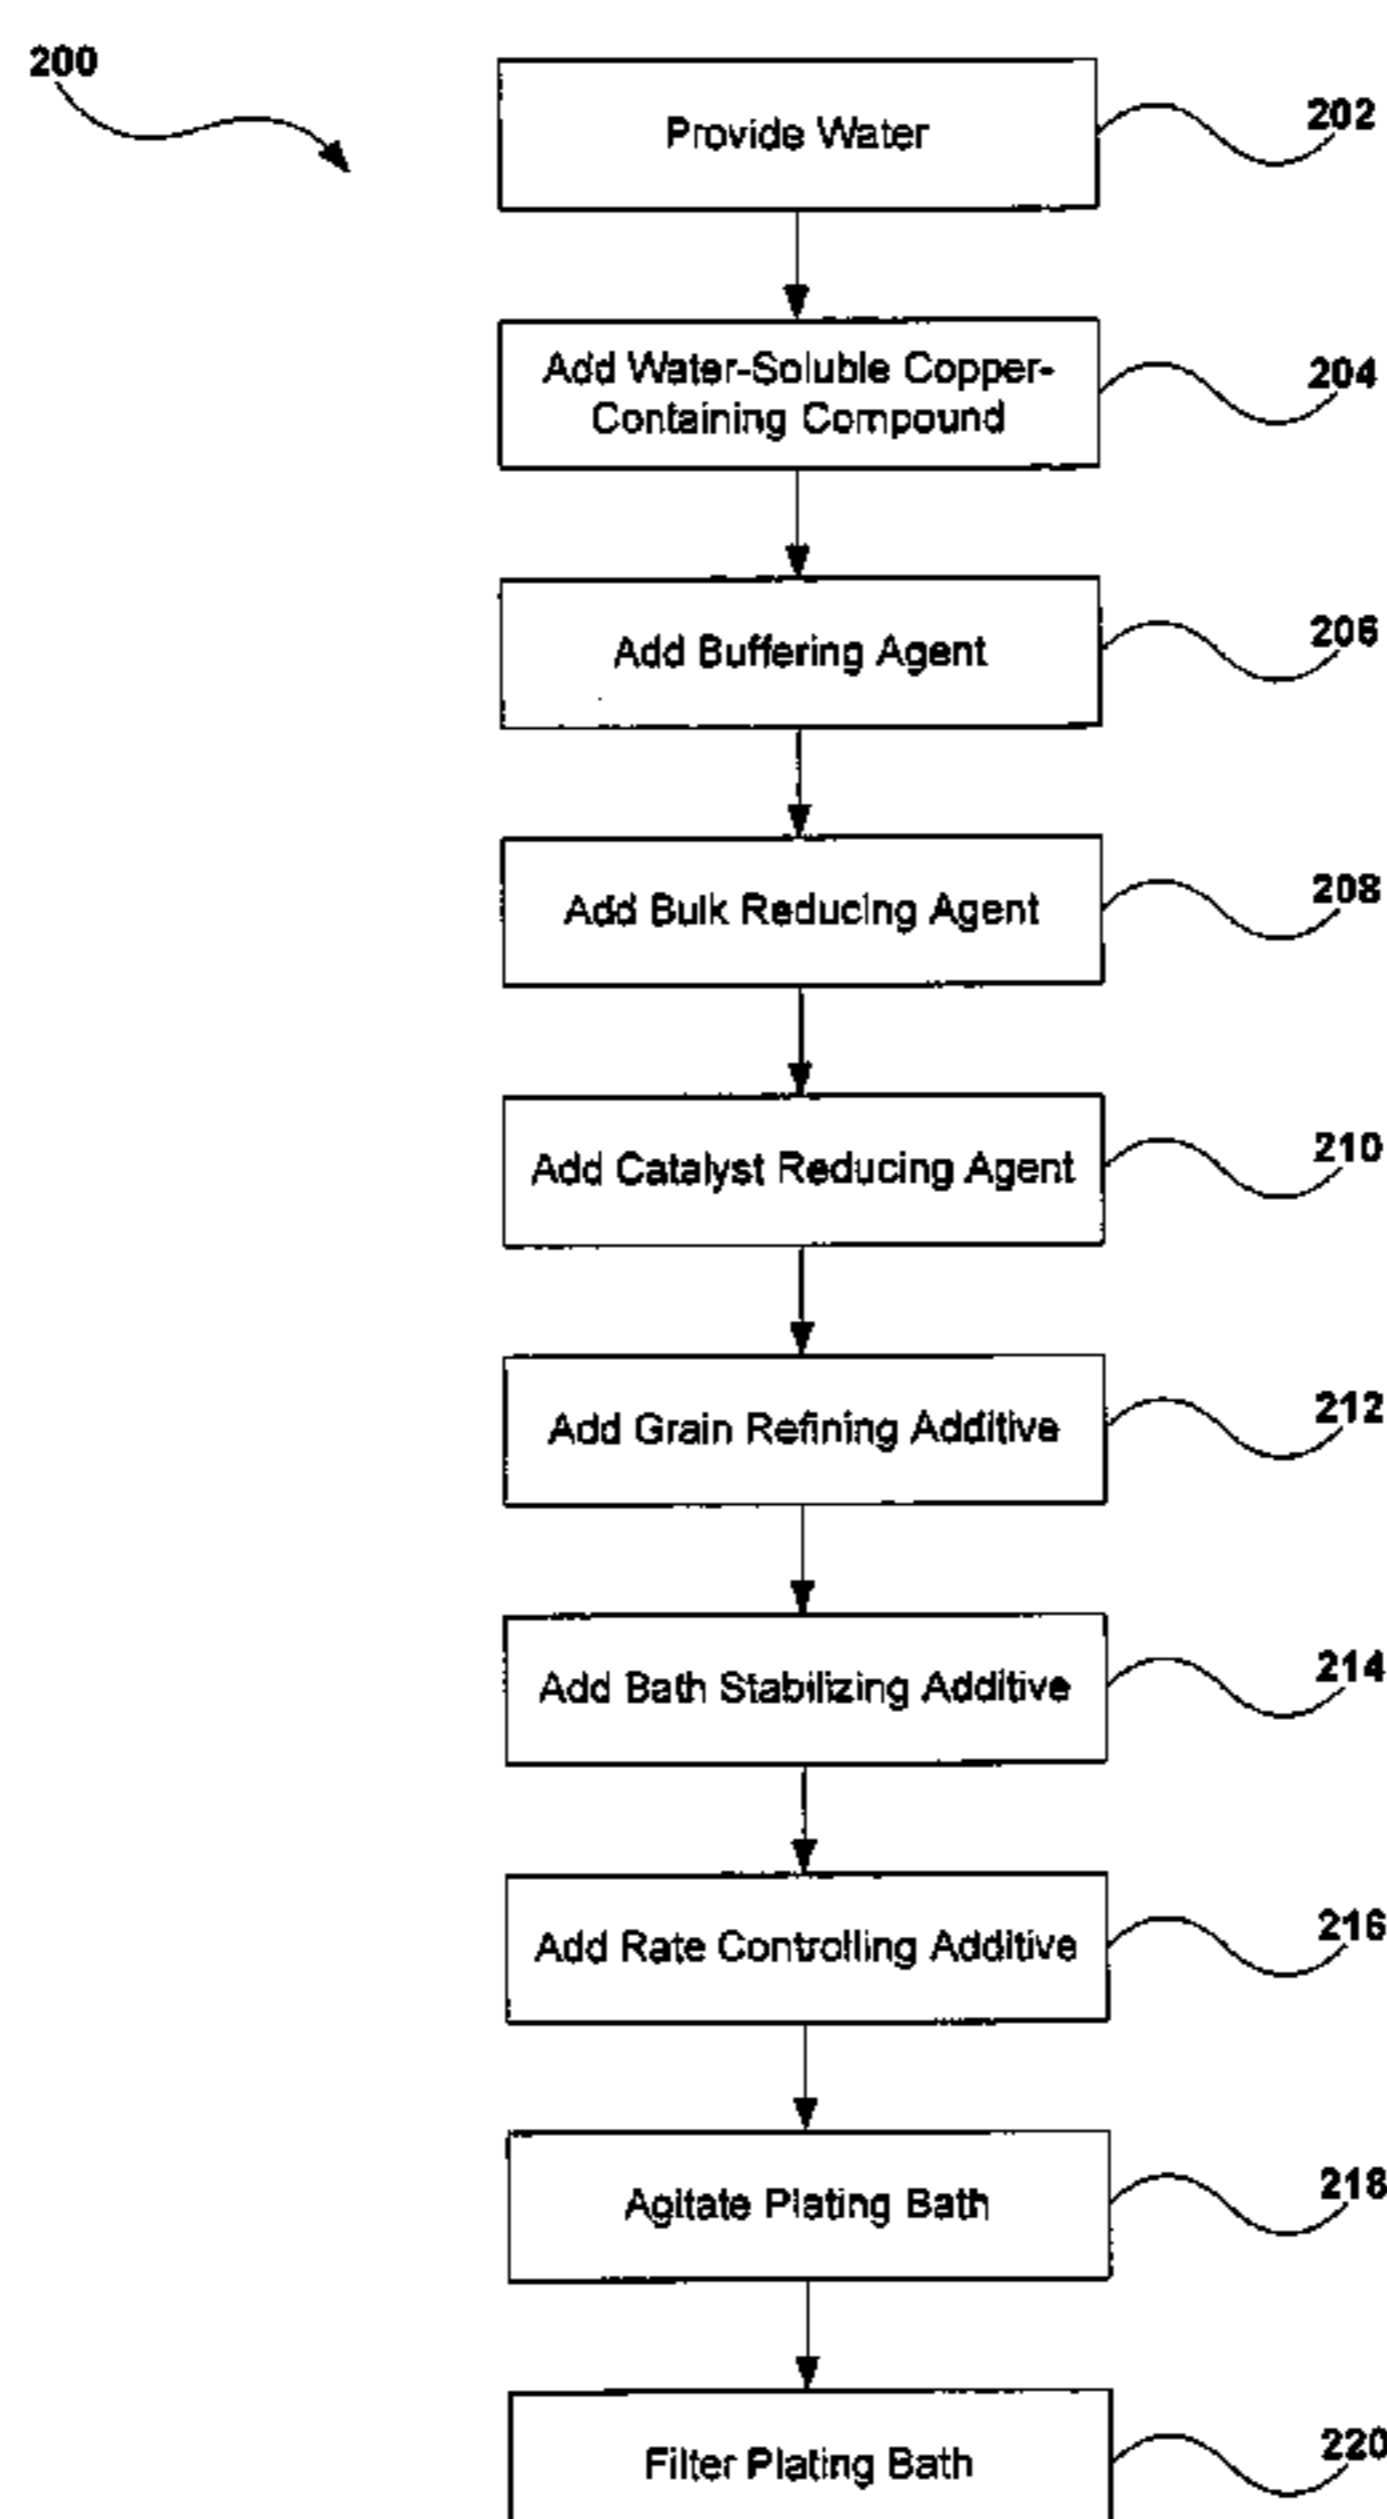 200
Provide Water
202
Add Water-Soluble Copper-
Containing Compound
204
Add Buffering Agent
206
Add Bulk Reducing Agent
208
Add Catalyst Reducing Agent
210
Add Grain Refining Additive
212
Add Bath Stabilizing Additive
214
Add Rate Controlling Additive
216
Agitate Plating Bath
218
Filter Plating Bath
220